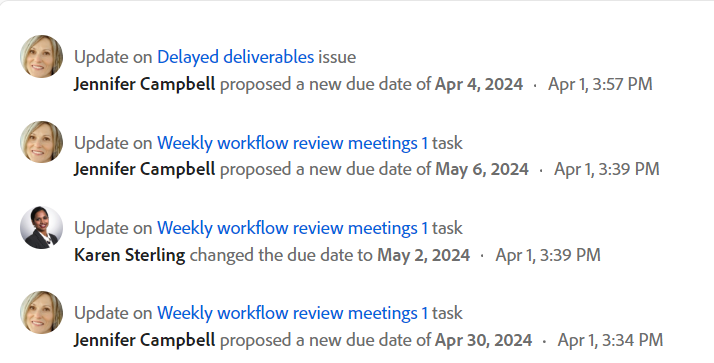 Update on Delayed deliverables issue
Jennifer Campbell proposed a new due date of Apr 4, 2024 · Apr 1, 3:57 PM
Update on Weekly workflow review meetings 1 task
Jennifer Campbell proposed a new due date of May 6, 2024 · Apr 1, 3:39 PM
Update on Weekly workflow review meetings 1 task
Karen Sterling changed the due date to May 2, 2024 · Apr 1, 3:39 PM
Update on Weekly workflow review meetings 1 task
Jennifer Campbell proposed a new due date of Apr 30, 2024 · Apr 1, 3:34 PM